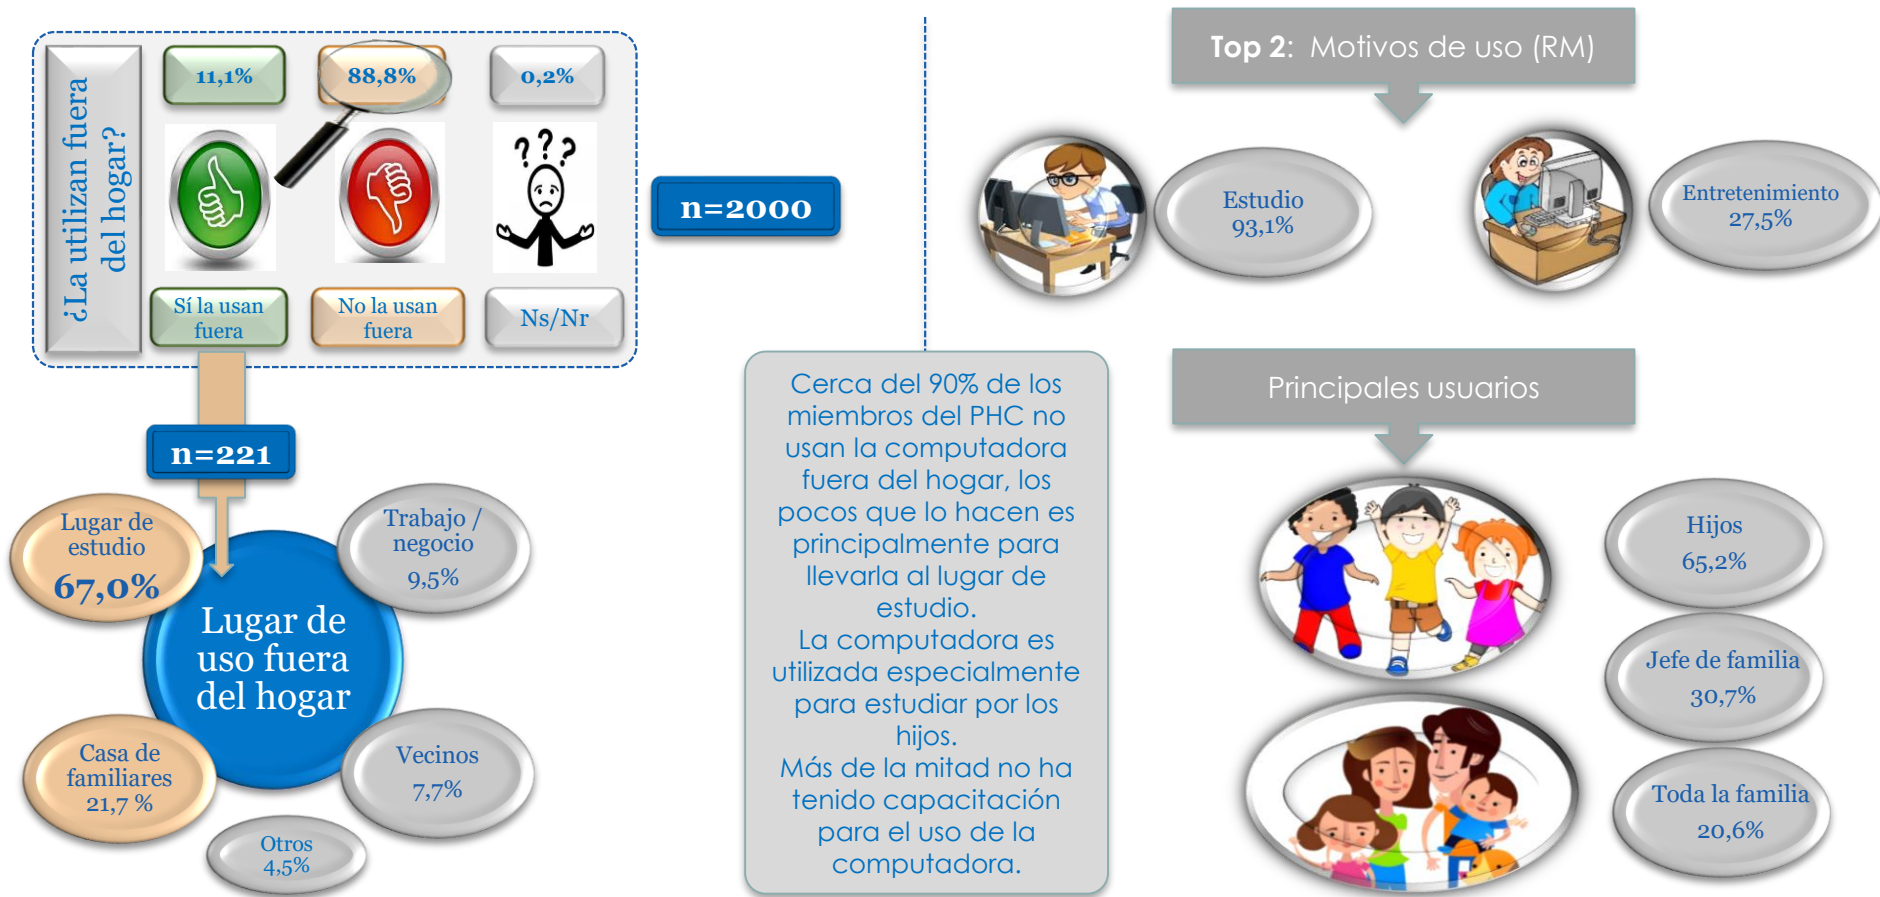 ¿La utilizan fuera
del hogar?
11,1%
88,8%
0,2%
???
Sí la usan
fuera
No la usan
fuera
Ns/Nr
n=2000
n=221
Lugar de
estudio
67,0%
Trabajo /
negocio
9,5%
Lugar de
uso fuera
del hogar
Casa de
familiares
21,7 %
Vecinos
7,7%
Otros
4,5%
Cerca del 90% de los
miembros del PHC no
usan la computadora
fuera del hogar, los
pocos que lo hacen es
principalmente para
llevarla al lugar de
estudio.
La computadora es
utilizada especialmente
para estudiar por los
hijos.
Más de la mitad no ha
tenido capacitación
para el uso de la
computadora.
Top 2: Motivos de uso (RM)
Estudio
93,1%
Entretenimiento
27,5%
Principales usuarios
Hijos
65,2%
Jefe de familia
30,7%
Toda la familia
20,6%